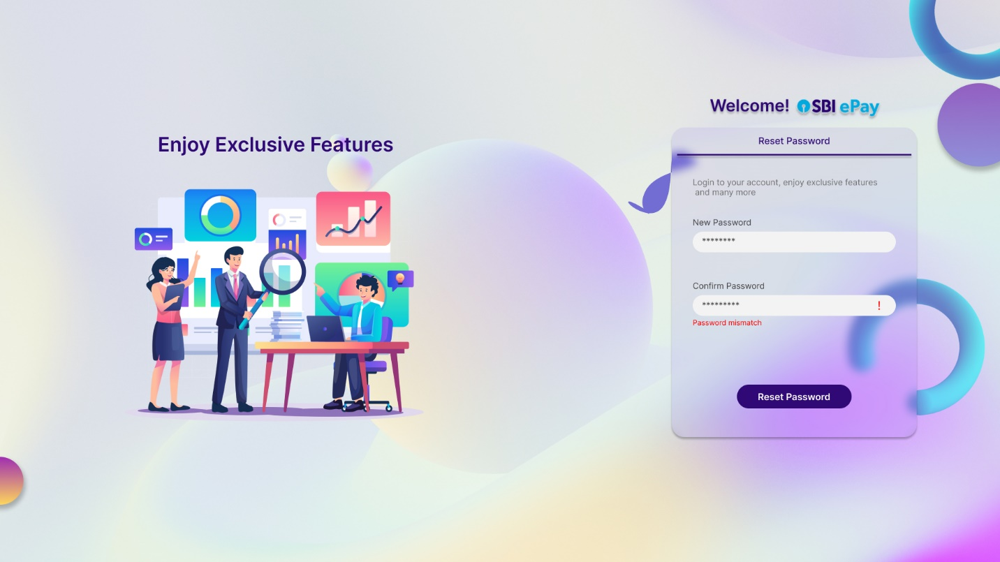 Welcome! SBI ePay
Enjoy Exclusive Features
Reset Password
Login to your account, enjoy exclusive features
and many more
New Password
********
Confirm Password
********* !
Password mismatch
Reset Password